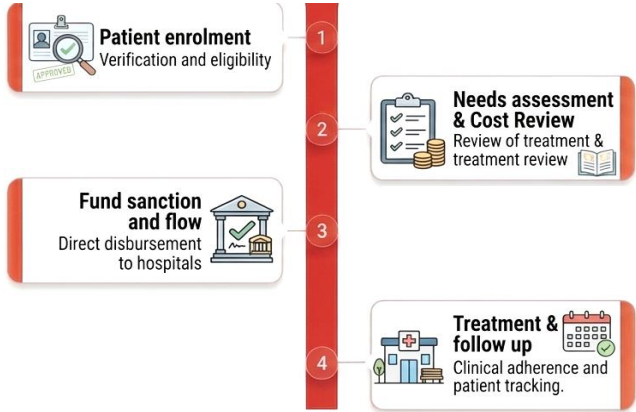 1
Patient enrolment
Verification and eligibility
APPROVED
2
Needs assessment
& Cost Review
Review of treatment &
treatment review
3
Fund sanction
and flow
Direct disbursement
to hospitals
4
Treatment &
follow up
Clinical adherence and
patient tracking.